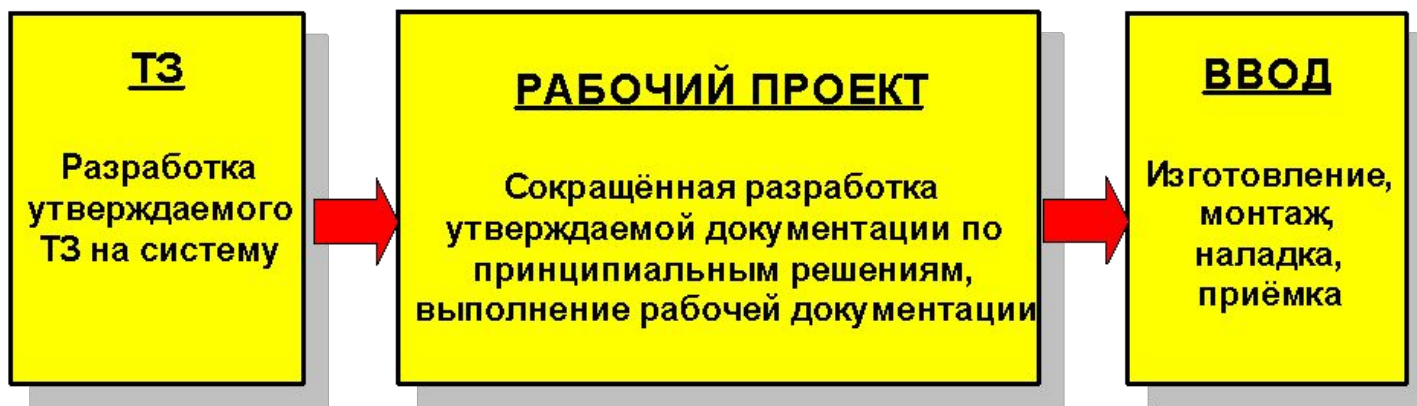 ТЗ
Разработка
утверждаемого
ТЗ на систему
РАБОЧИЙ ПРОЕКТ
Сокращённая разработка
утверждаемой документации по
принципиальным решениям,
выполнение рабочей документации
ВВОД
Изготовление,
монтаж,
наладка,
приёмка